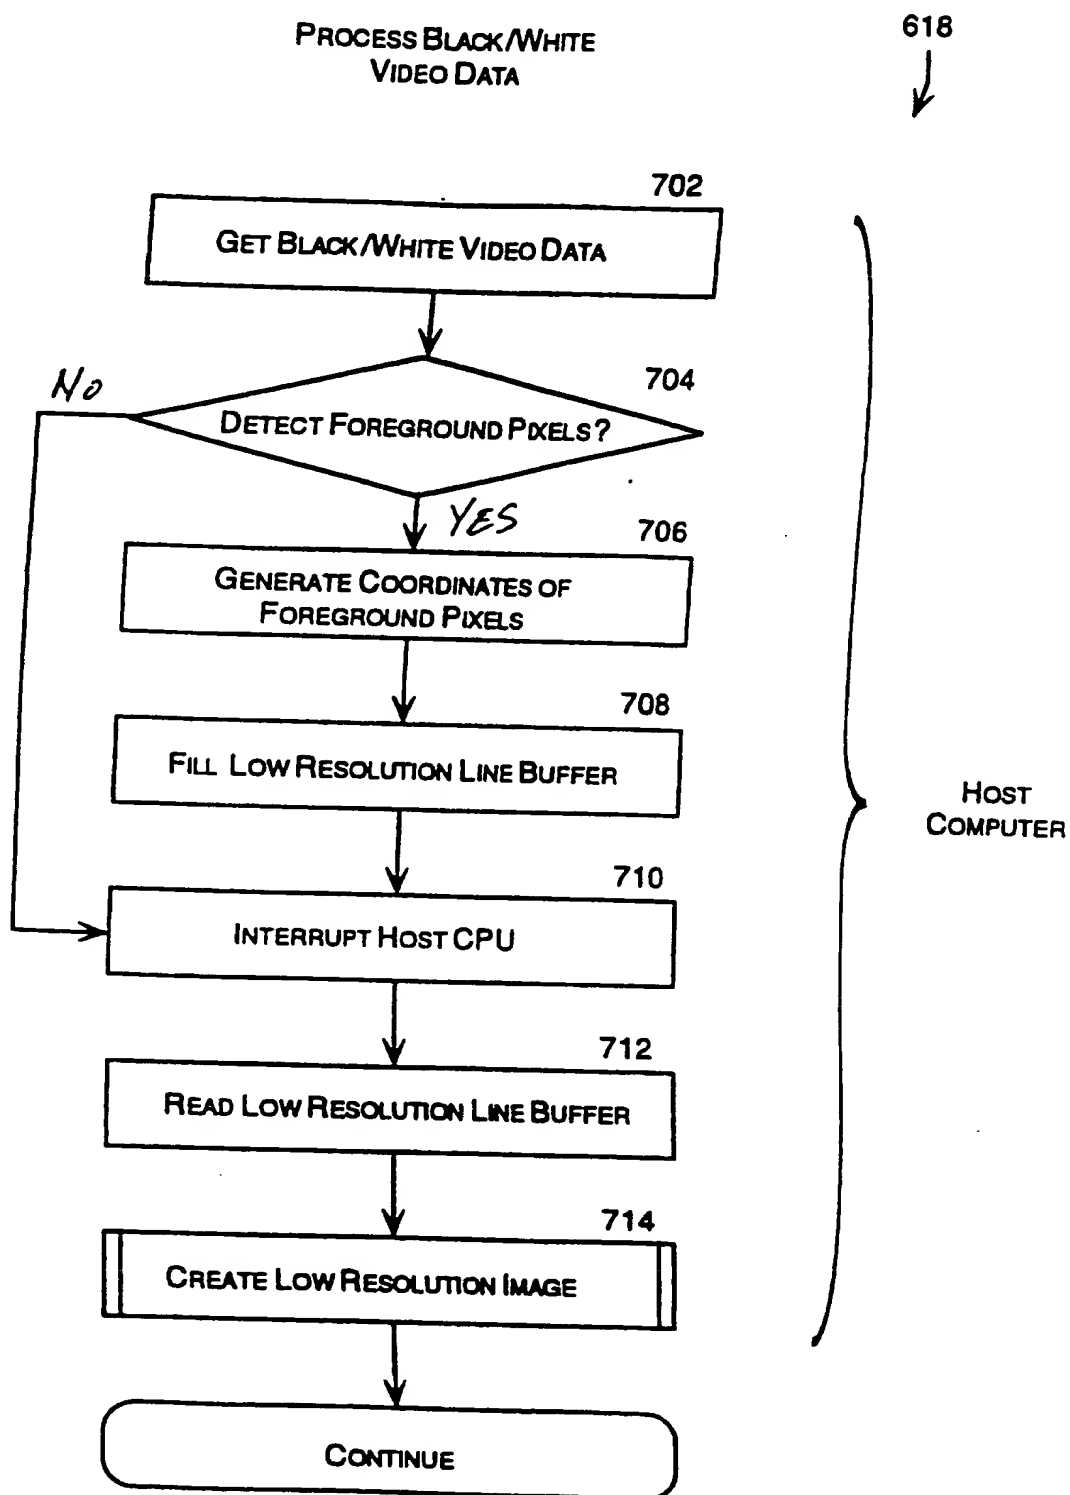 PROCESS BLACK/WHITE
VIDEO DATA
618
702
GET BLACK/WHITE VIDEO DATA
NO
704
DETECT FOREGROUND PIXELS?
YES
706
GENERATE COORDINATES OF
FOREGROUND PIXELS
708
FILL LOW RESOLUTION LINE BUFFER
HOST
COMPUTER
710
INTERRUPT HOST CPU
712
READ LOW RESOLUTION LINE BUFFER
714
CREATE LOW RESOLUTION IMAGE
CONTINUE